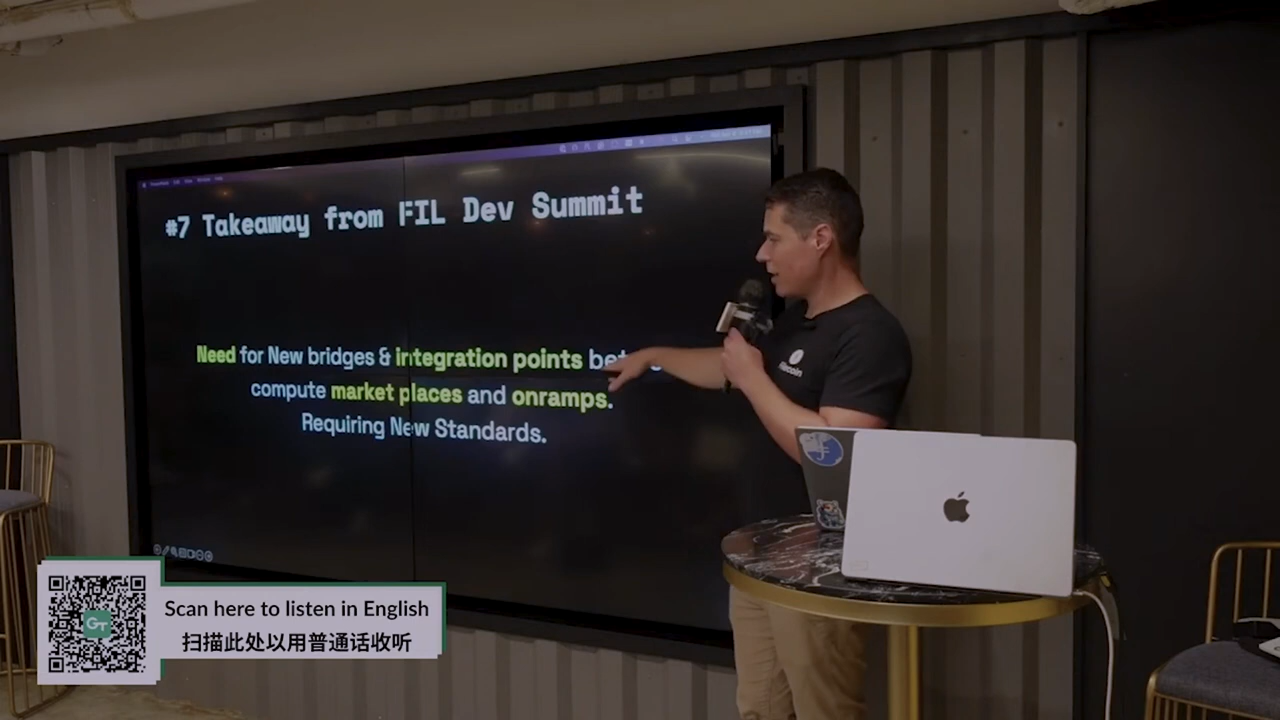 #7 Takeaway from FIL Dev Summit
Need for New bridges & integration points
compute market places and onramps.
Requiring New Standards.
Scan here to listen in English
扫描此处以用普通话收听
GT